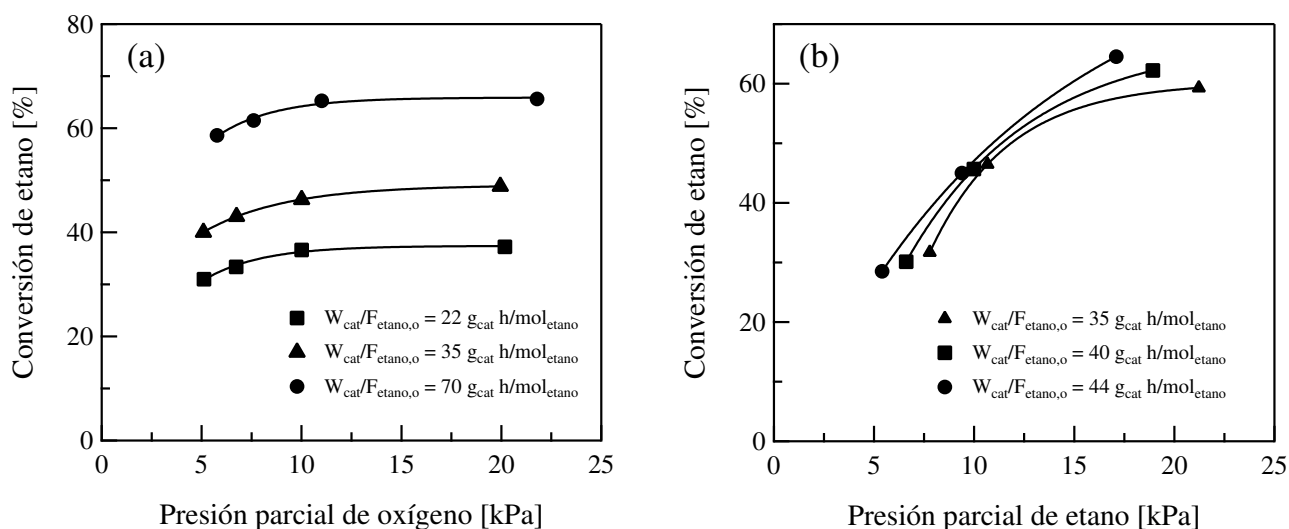 (a)
Conversión de etano [%]
80
60
40
20
0
W_cat/F_etano,o = 22 g_cat h/mol_etano
W_cat/F_etano,o = 35 g_cat h/mol_etano
W_cat/F_etano,o = 70 g_cat h/mol_etano
0 5 10 15 20 25
Presión parcial de oxígeno [kPa]
(b)
Conversión de etano [%]
60
40
20
0
W_cat/F_etano,o = 35 g_cat h/mol_etano
W_cat/F_etano,o = 40 g_cat h/mol_etano
W_cat/F_etano,o = 44 g_cat h/mol_etano
0 5 10 15 20 25
Presión parcial de etano [kPa]